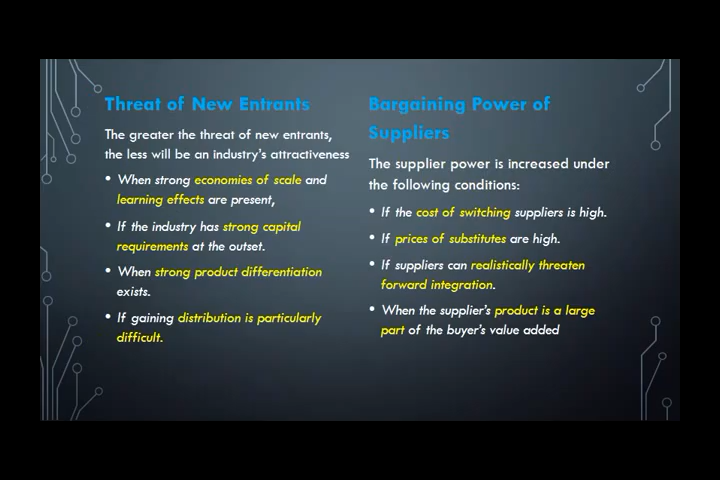 Threat of New Entrants
The greater the threat of new entrants,
the less will be an industry's attractiveness
• When strong economies of scale and
learning effects are present,
• If the industry has strong capital
requirements at the outset.
• When strong product differentiation
exists.
• If gaining distribution is particularly
difficult.
Bargaining Power of
Suppliers
The supplier power is increased under
the following conditions:
• If the cost of switching suppliers is high.
• If prices of substitutes are high.
• If suppliers can realistically threaten
forward integration.
• When the supplier's product is a large
part of the buyer's value added